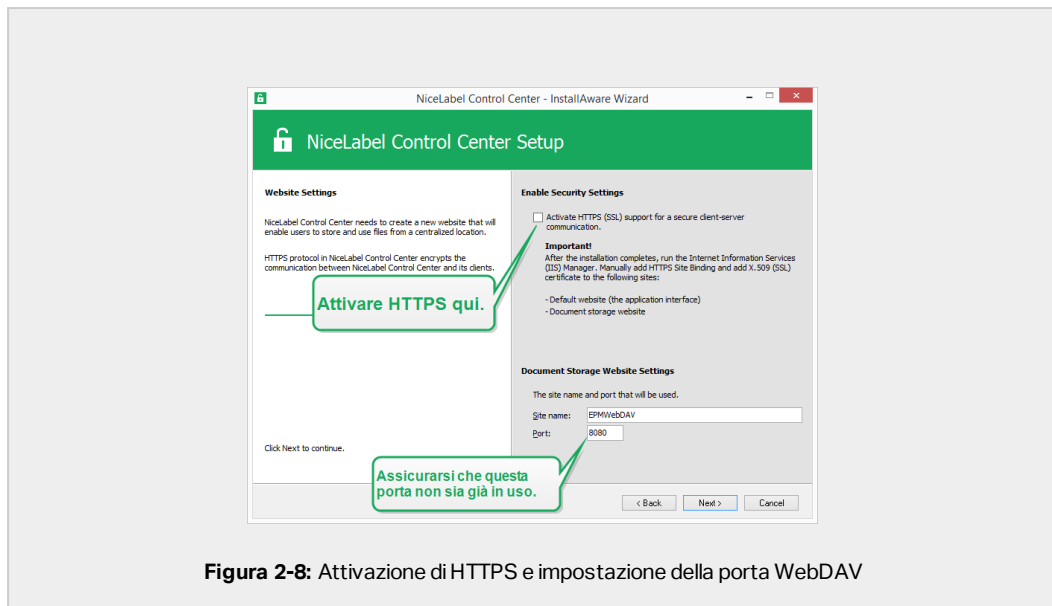 NiceLabel Control Center - InstallAware Wizard
NiceLabel Control Center Setup
Website Settings
NiceLabel Control Center needs to create a new website that will
enable users to store and use files from a centralized location.
HTTPS protocol in NiceLabel Control Center encrypts the
communication between NiceLabel Control Center and its clients.
Attivare HTTPS qui.
Click Next to continue.
Enable Security Settings
Activate HTTPS (SSL) support for a secure client-server
communication.
Important!
After the installation completes, run the Internet Information Services
(IIS) Manager. Manually add HTTPS Site Binding and add X.509 (SSL)
certificate to the following sites:
- Default website (the application interface)
- Document storage website
Document Storage Website Settings
The site name and port that will be used.
Site name: EPMWebDAV
Port: 8080
Assicurarsi che questa
porta non sia già in uso.
< Back Next > Cancel
Figura 2-8: Attivazione di HTTPS e impostazione della porta WebDAV